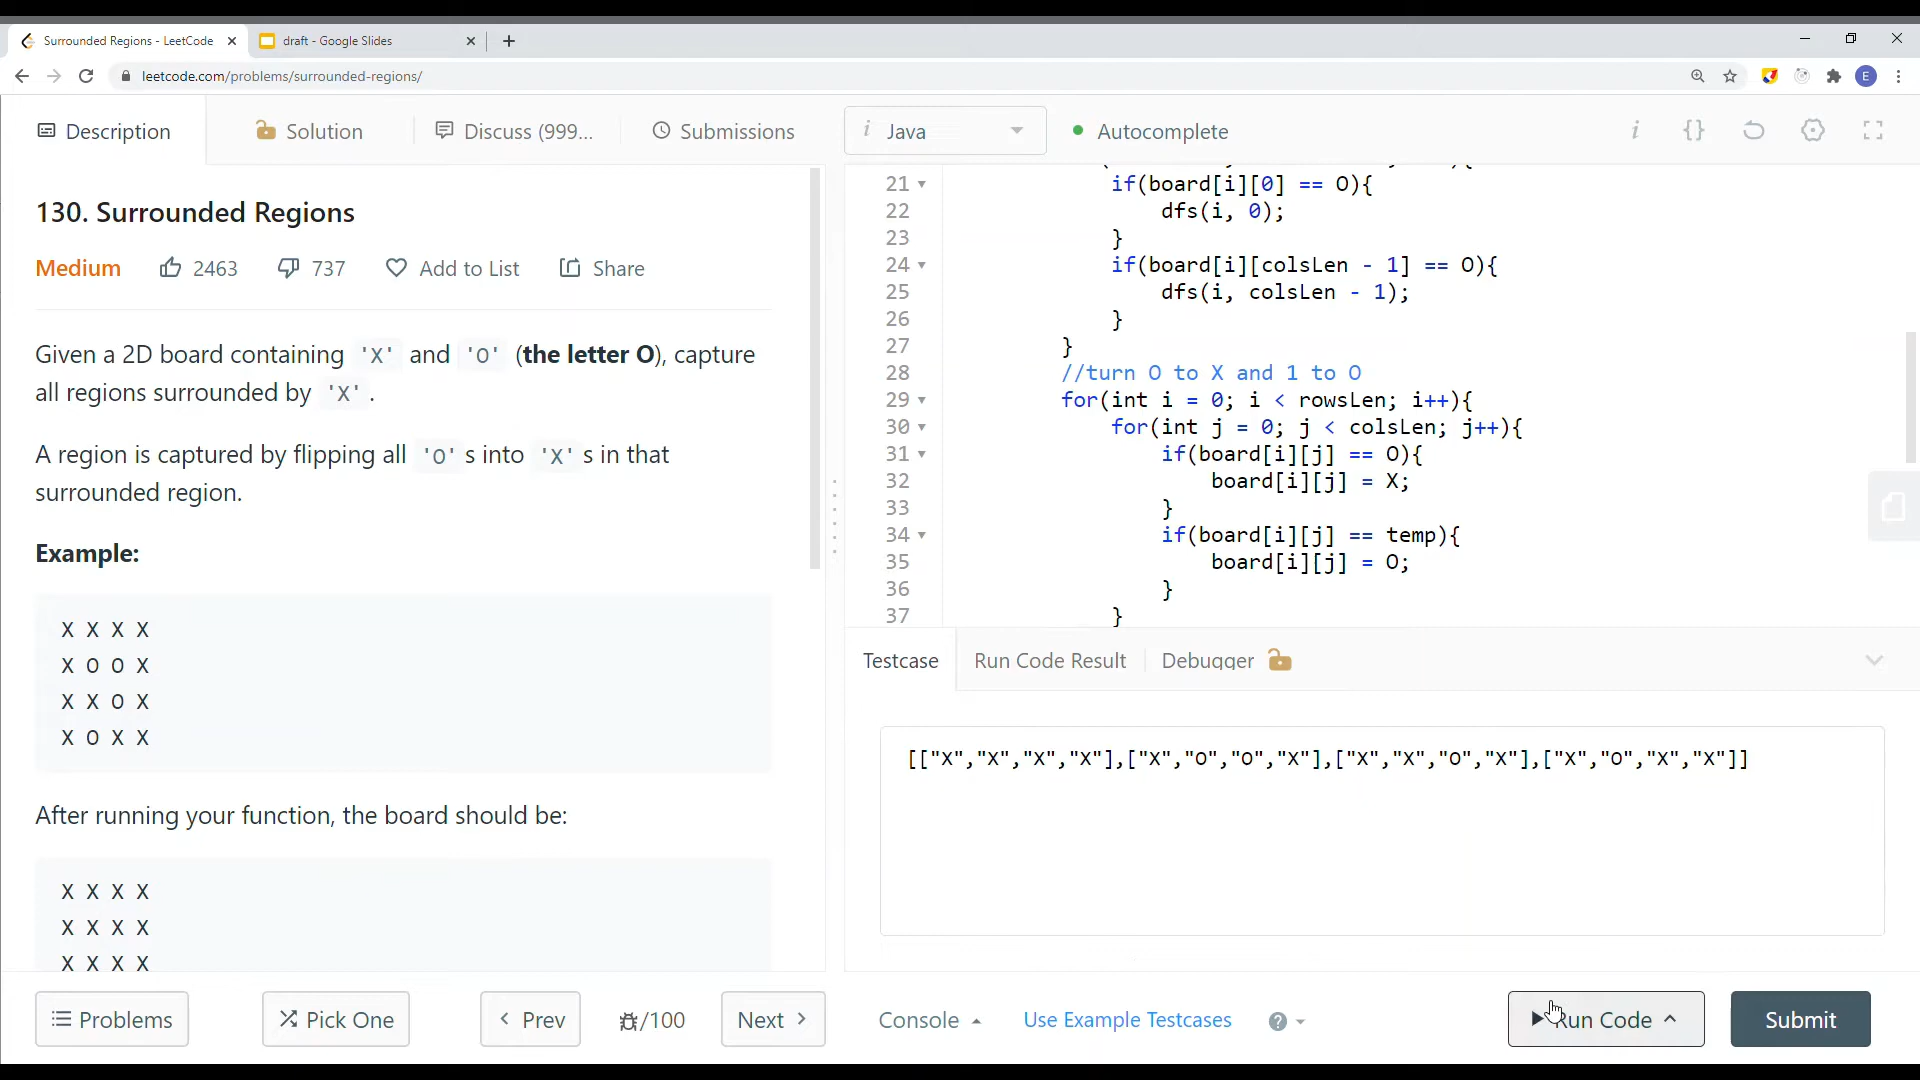 Surrounded Regions - LeetCode
draft - Google Slides
leetcode.com/problems/surrounded-regions/
E
Description
Solution
Discuss (999...
Submissions
i Java
Autocomplete
i {}
130. Surrounded Regions
Medium 2463 737 Add to List Share
Given a 2D board containing 'X' and 'O' (the letter O), capture
all regions surrounded by 'X'.
A region is captured by flipping all 'O's into 'X's in that
surrounded region.
Example:
X X X X
X O O X
X X O X
X O X X
After running your function, the board should be:
X X X X
X X X X
X X X X
21 if(board[i][0] == O){
22 dfs(i, 0);
23 }
24 if(board[i][colsLen - 1] == O){
25 dfs(i, colsLen - 1);
26 }
27 }
28 //turn O to X and 1 to O
29 for(int i = 0; i < rowsLen; i++){
30 for(int j = 0; j < colsLen; j++){
31 if(board[i][j] == O){
32 board[i][j] = X;
33 }
34 if(board[i][j] == temp){
35 board[i][j] = O;
36 }
37 }
Testcase
Run Code Result
Debugger
[["X","X","X","X"],["X","O","O","X"],["X","X","O","X"],["X","O","X","X"]]
Problems
Pick One
Prev
/100
Next
Console
Use Example Testcases
?
Run Code
Submit